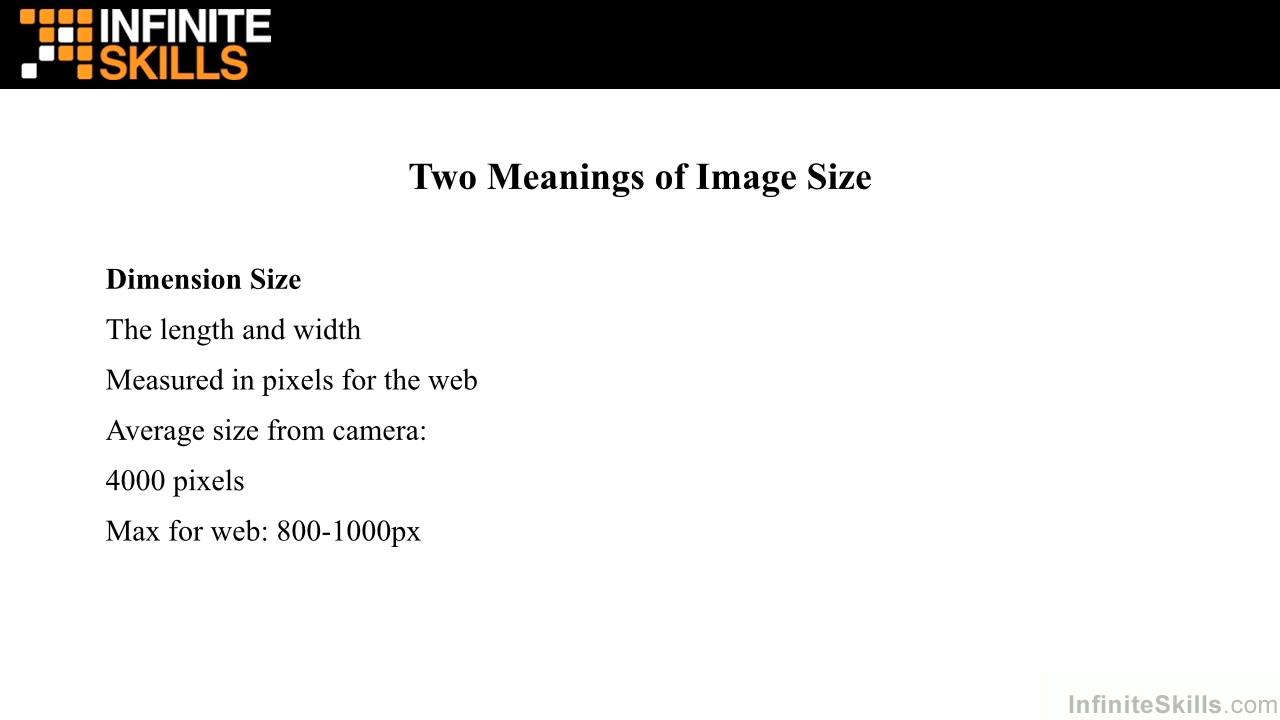 INFINITE
SKILLS
Two Meanings of Image Size
Dimension Size
The length and width
Measured in pixels for the web
Average size from camera:
4000 pixels
Max for web: 800-1000px
InfiniteSkills.com